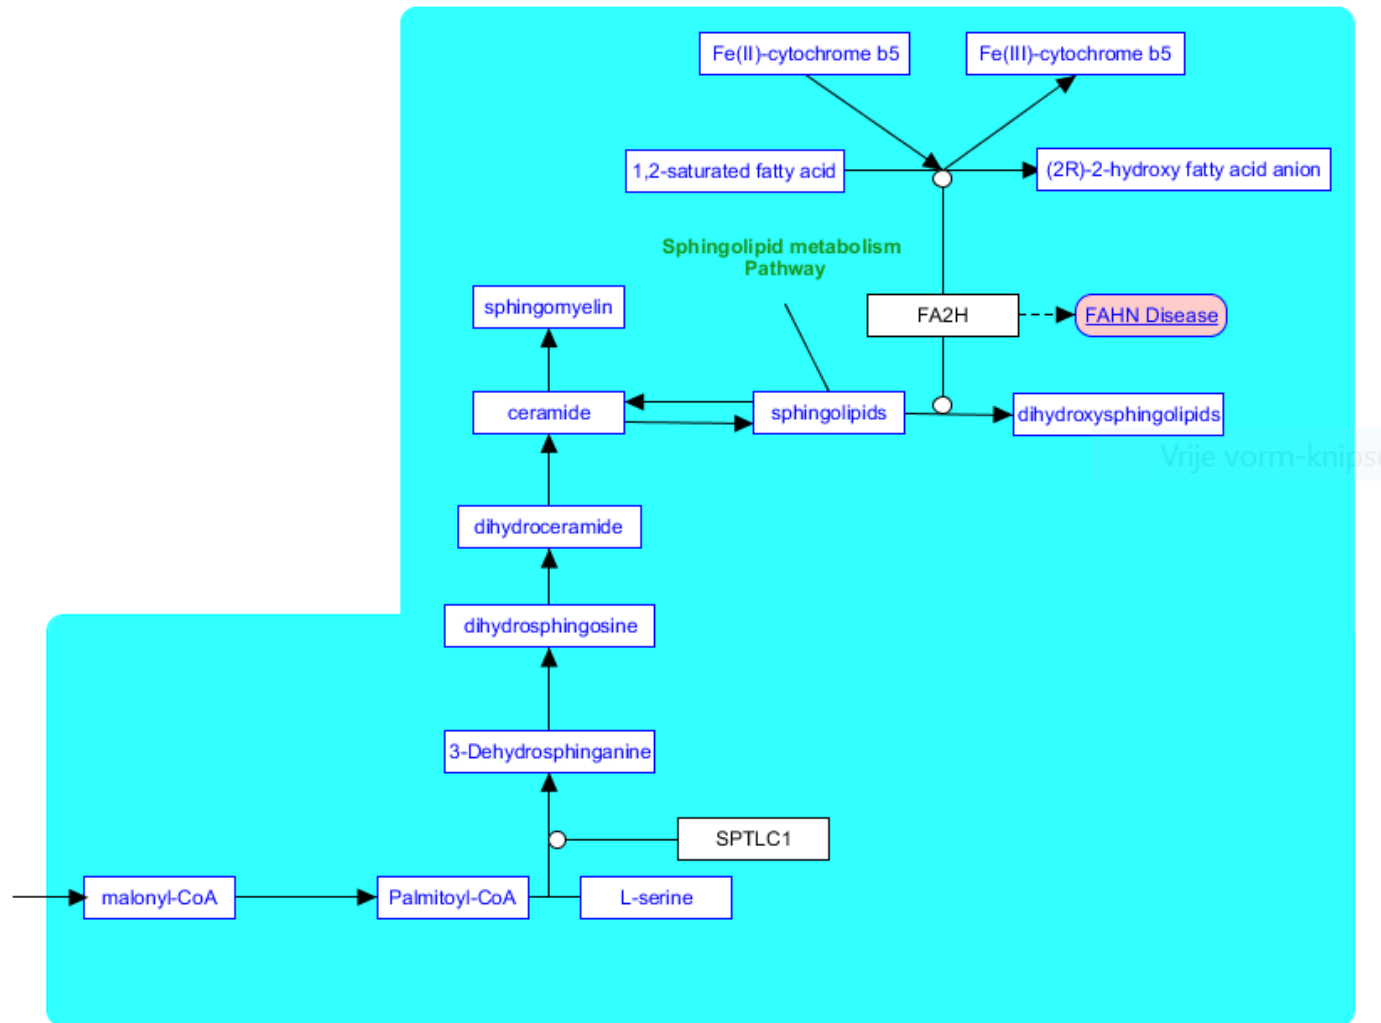 Fe(II)-cytochrome b5
Fe(III)-cytochrome b5
1,2-saturated fatty acid
(2R)-2-hydroxy fatty acid anion
Sphingolipid metabolism
Pathway
sphingomyelin
FA2H
FAHN Disease
ceramide
sphingolipids
dihydroxysphingolipids
Vrije vorm-knips
dihydroceramide
dihydrosphingosine
3-Dehydrosphinganine
SPTLC1
malonyl-CoA
Palmitoyl-CoA
L-serine